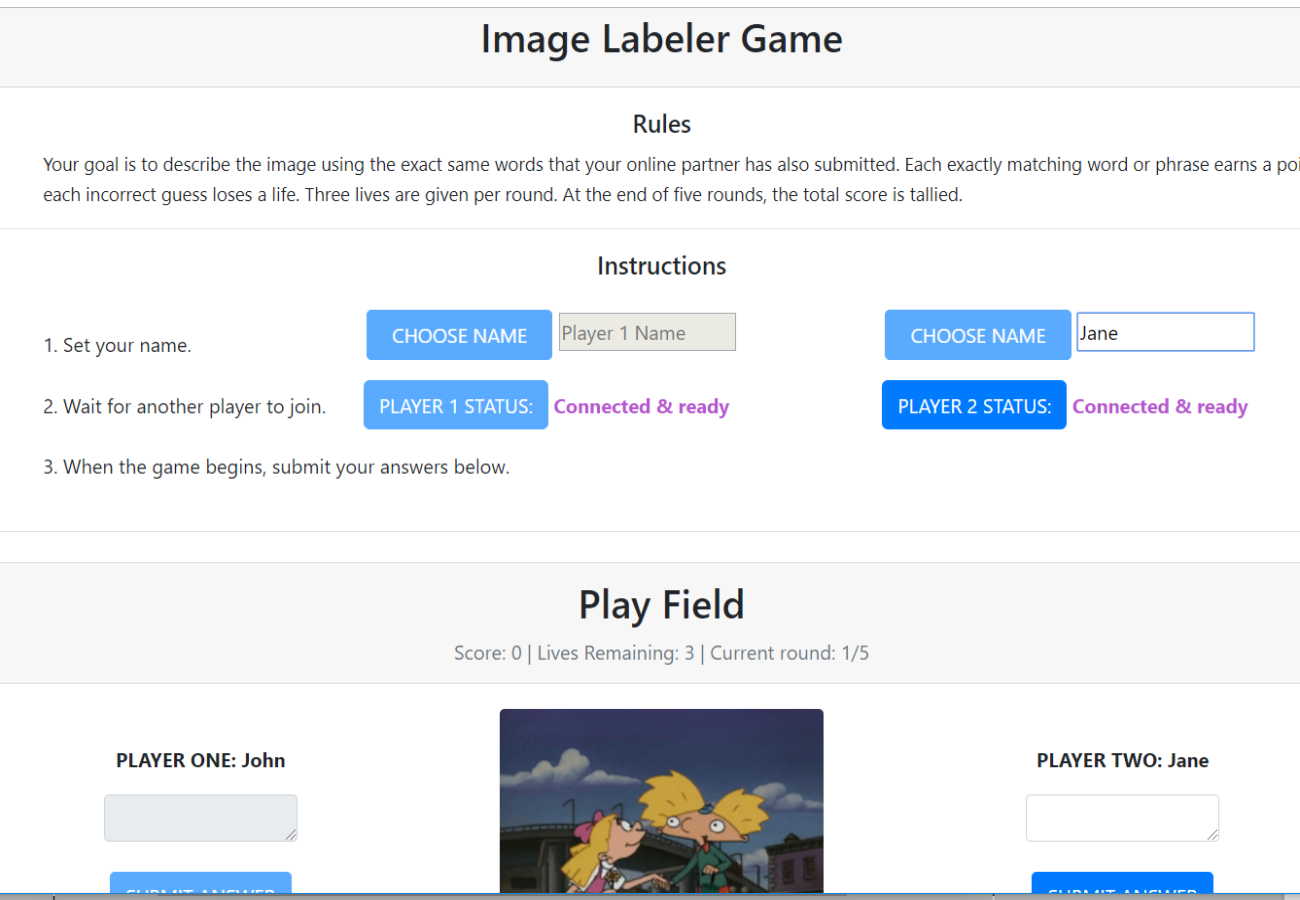 Image Labeler Game
Rules
Your goal is to describe the image using the exact same words that your online partner has also submitted. Each exactly matching word or phrase earns a
each incorrect guess loses a life. Three lives are given per round. At the end of five rounds, the total score is tallied.
Instructions
1. Set your name.
CHOOSE NAME Player 1 Name
CHOOSE NAME Jane
2. Wait for another player to join.
PLAYER 1 STATUS: Connected & ready
PLAYER 2 STATUS: Connected & ready
3. When the game begins, submit your answers below.
Play Field
Score: 0 | Lives Remaining: 3 | Current round: 1/5
PLAYER ONE: John
PLAYER TWO: Jane
SUBMIT ANSWER
SUBMIT ANSWER